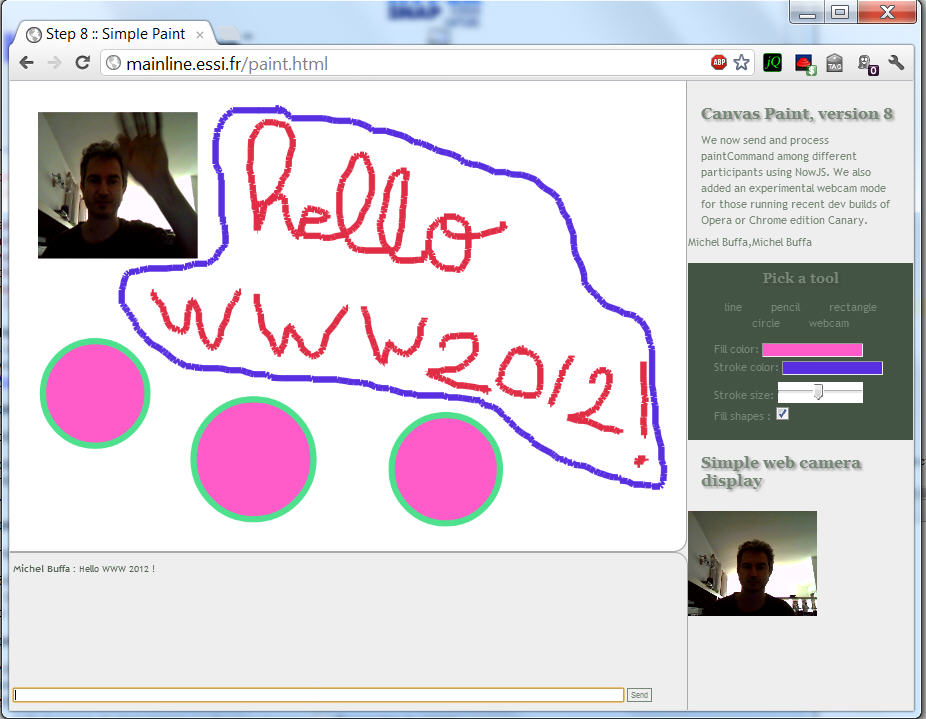 SNAP
Step 8 :: Simple Paint
mainline.essi.fr/paint.html
ABP
jQ
TAG
0
hello
WWW2012!
Canvas Paint, version 8
We now send and process
paintCommand among different
participants using NowJS. We also
added an experimental webcam mode
for those running recent dev builds of
Opera or Chrome edition Canary.
Michel Buffa,Michel Buffa
Pick a tool
line pencil rectangle
circle webcam
Fill color:
Stroke color:
Stroke size:
Fill shapes :
Simple web camera
display
Michel Buffa : Hello WWW 2012 !
Send